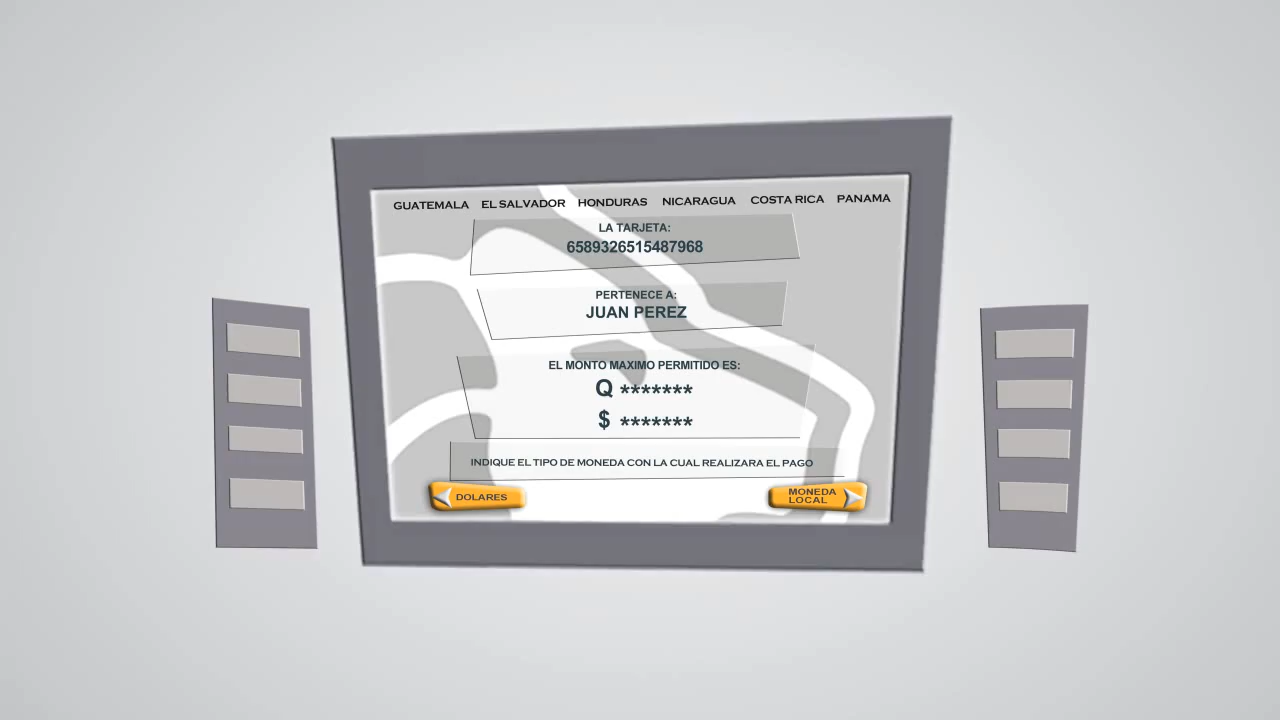 GUATEMALA EL SALVADOR HONDURAS NICARAGUA COSTA RICA PANAMA
LA TARJETA:
6589326515487968
PERTENECE A:
JUAN PEREZ
EL MONTO MAXIMO PERMITIDO ES:
Q *******
$ *******
INDIQUE EL TIPO DE MONEDA CON LA CUAL REALIZARA EL PAGO
DOLARES
MONEDA
LOCAL